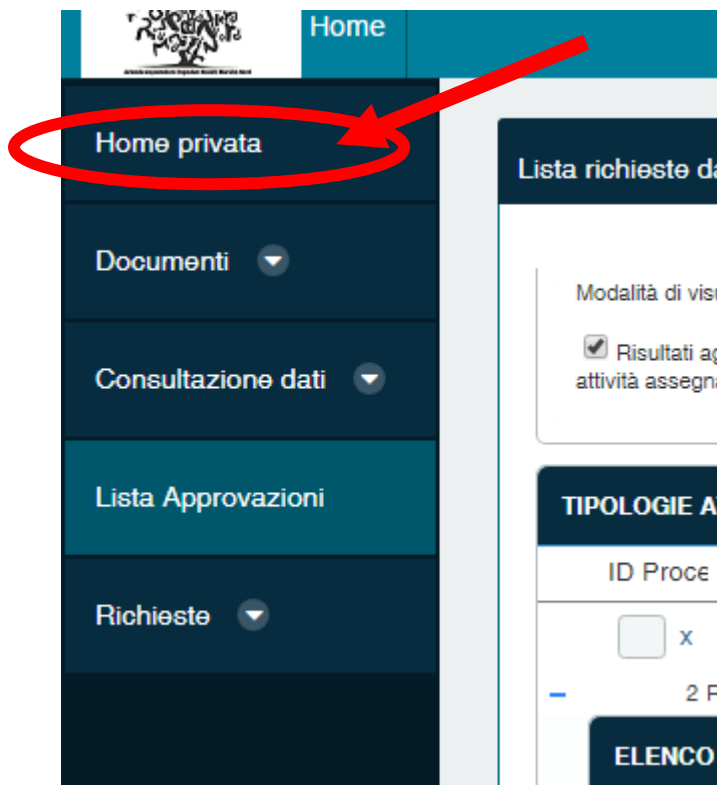 Home
Home privata
Documenti
Consultazione dati
Lista Approvazioni
Richieste
Lista richieste da
Modalità di visu
Risultati ag
attività assegna
TIPOLOGIE A
ID Proce
x
2 R
ELENCO